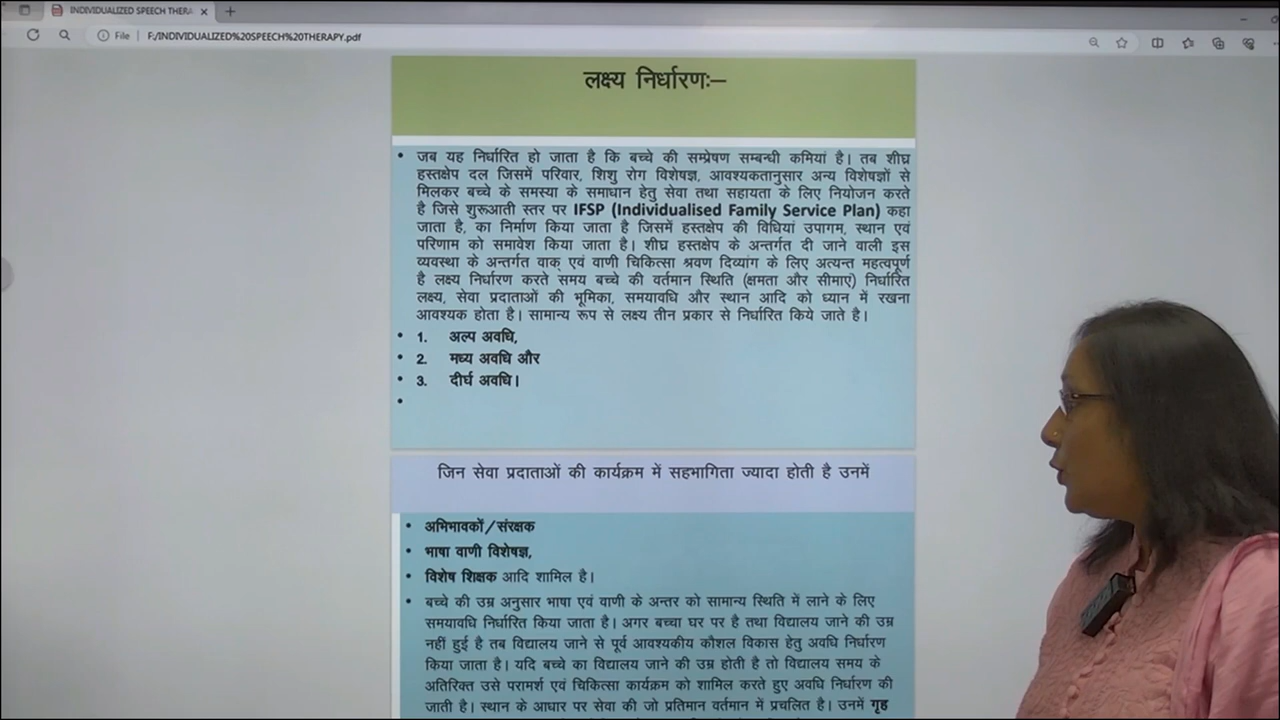 INDIVIDUALIZED SPEECH THERA
File F:/INDIVIDUALIZED%20SPEECH%20THERAPY.pdf
लक्ष्य निर्धारणः–
• जब यह निर्धारित हो जाता है कि बच्चे की सम्प्रेषण सम्बन्धी कमियां है। तब शीघ्र
हस्तक्षेप दल जिसमें परिवार, शिशु रोग विशेषज्ञ, आवश्यकतानुसार अन्य विशेषज्ञों से
मिलकर बच्चे के समस्या के समाधान हेतु सेवा तथा सहायता के लिए नियोजन करते
है जिसे शुरूआती स्तर पर IFSP (Individualised Family Service Plan) कहा
जाता है, का निर्माण किया जाता है जिसमें हस्तक्षेप की विधियां उपागम, स्थान एवं
परिणाम को समावेश किया जाता है। शीघ्र हस्तक्षेप के अन्तर्गत दी जाने वाली इस
व्यवस्था के अन्तर्गत वाक् एवं वाणी चिकित्सा श्रवण दिव्यांग के लिए अत्यन्त महत्वपूर्ण
है लक्ष्य निर्धारण करते समय बच्चे की वर्तमान स्थिति (क्षमता और सीमाए) निर्धारित
लक्ष्य, सेवा प्रदाताओं की भूमिका, समयावधि और स्थान आदि को ध्यान में रखना
आवश्यक होता है। सामान्य रूप से लक्ष्य तीन प्रकार से निर्धारित किये जाते है।
• 1. अल्प अवधि,
• 2. मध्य अवधि और
• 3. दीर्घ अवधि।
•
जिन सेवा प्रदाताओं की कार्यक्रम में सहभागिता ज्यादा होती है उनमें
• अभिभावकों/संरक्षक
• भाषा वाणी विशेषज्ञ,
• विशेष शिक्षक आदि शामिल है।
• बच्चे की उम्र अनुसार भाषा एवं वाणी के अन्तर को सामान्य स्थिति में लाने के लिए
समयावधि निर्धारित किया जाता है। अगर बच्चा घर पर है तथा विद्यालय जाने की उम्र
नहीं हुई है तब विद्यालय जाने से पूर्व आवश्यकीय कौशल विकास हेतु अवधि निर्धारण
किया जाता है। यदि बच्चे का विद्यालय जाने की उम्र होती है तो विद्यालय समय के
अतिरिक्त उसे परामर्श एवं चिकित्सा कार्यक्रम को शामिल करते हुए अवधि निर्धारण की
जाती है। स्थान के आधार पर सेवा की जो प्रतिमान वर्तमान में प्रचलित है। उनमें गृह